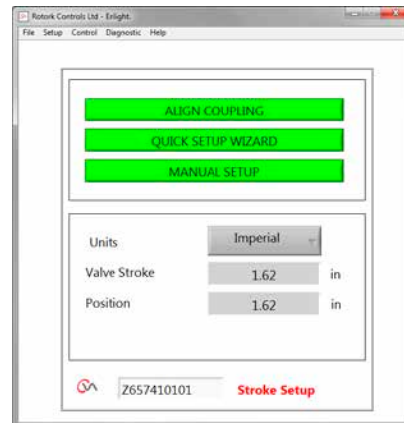 Rotork Controls Ltd - Enlight.
File Setup Control Diagnostic Help
ALIGN COUPLING
QUICK SETUP WIZARD
MANUAL SETUP
Units Imperial
Valve Stroke 1.62 in
Position 1.62 in
Z657410101 Stroke Setup